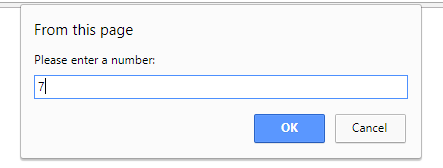 From this page
Please enter a number:
7
OK Cancel